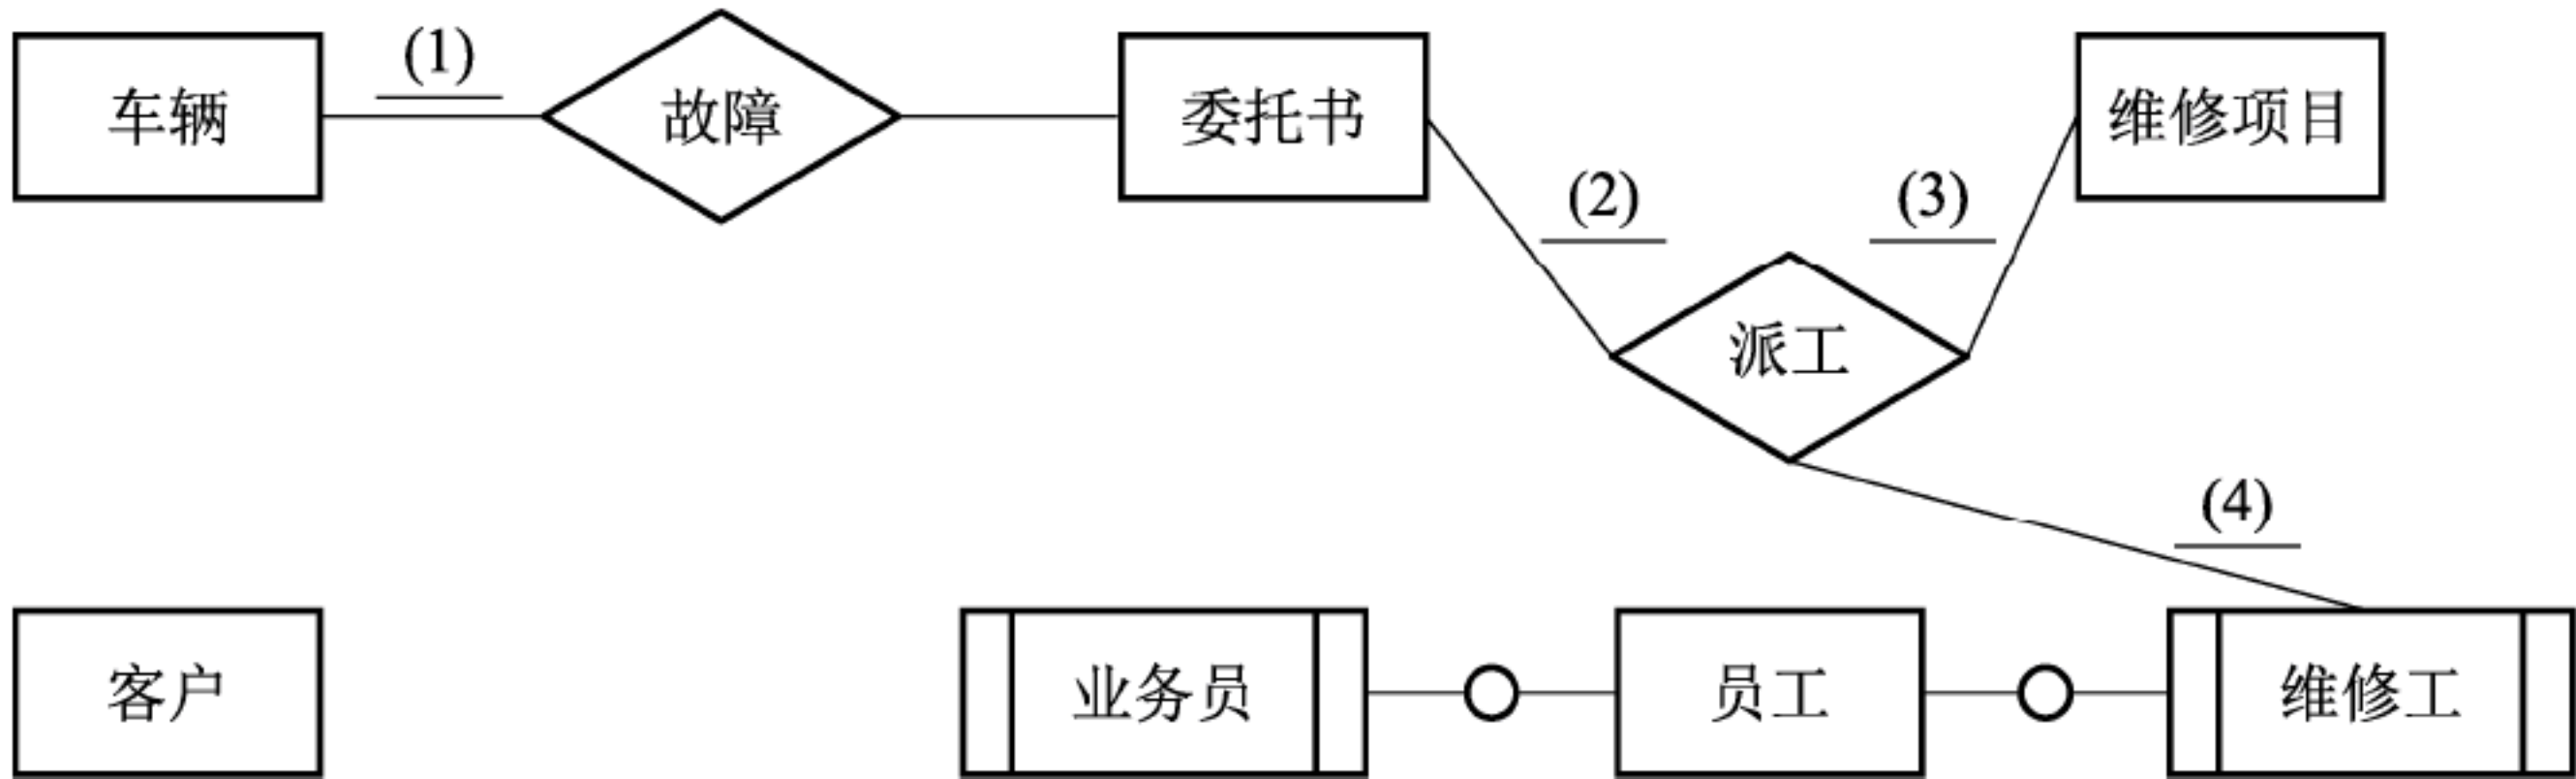 车辆
(1)
故障
委托书
维修项目
(2)
(3)
派工
(4)
客户
业务员
员工
维修工